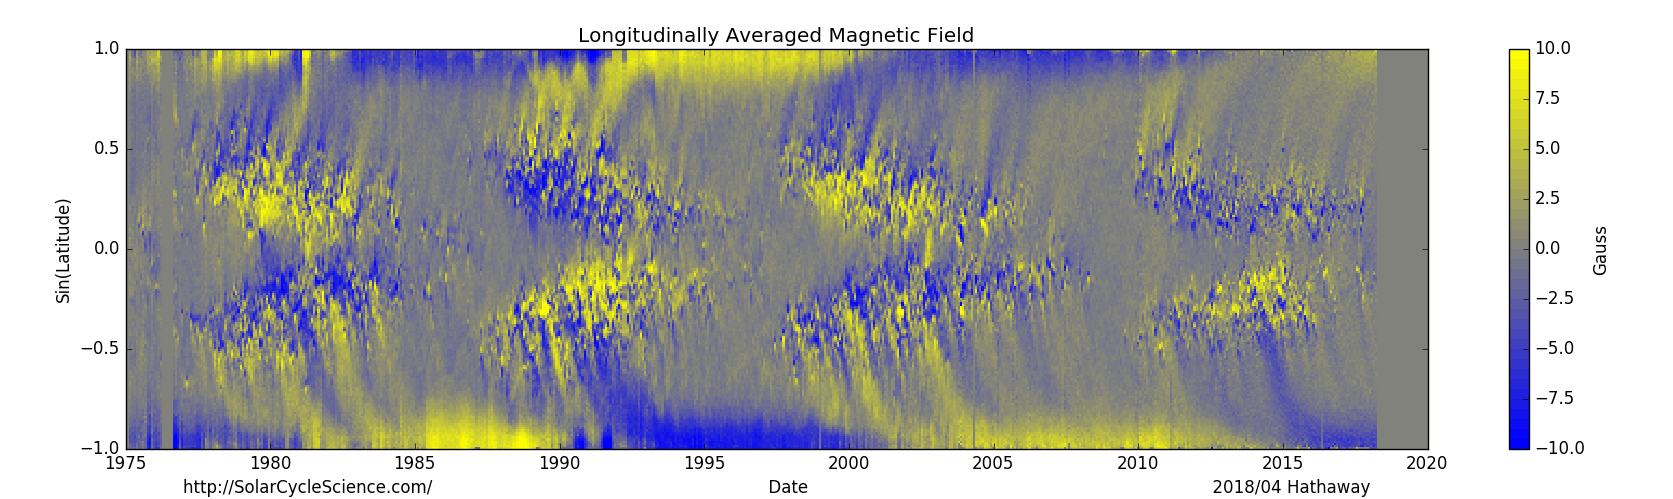 Longitudinally Averaged Magnetic Field
1.0
0.5
0.0
−0.5
−1.0
Sin(Latitude)
1975 1980 1985 1990 1995 2000 2005 2010 2015 2020
http://SolarCycleScience.com/ Date 2018/04 Hathaway
10.0
7.5
5.0
2.5
0.0
−2.5
−5.0
−7.5
−10.0
Gauss